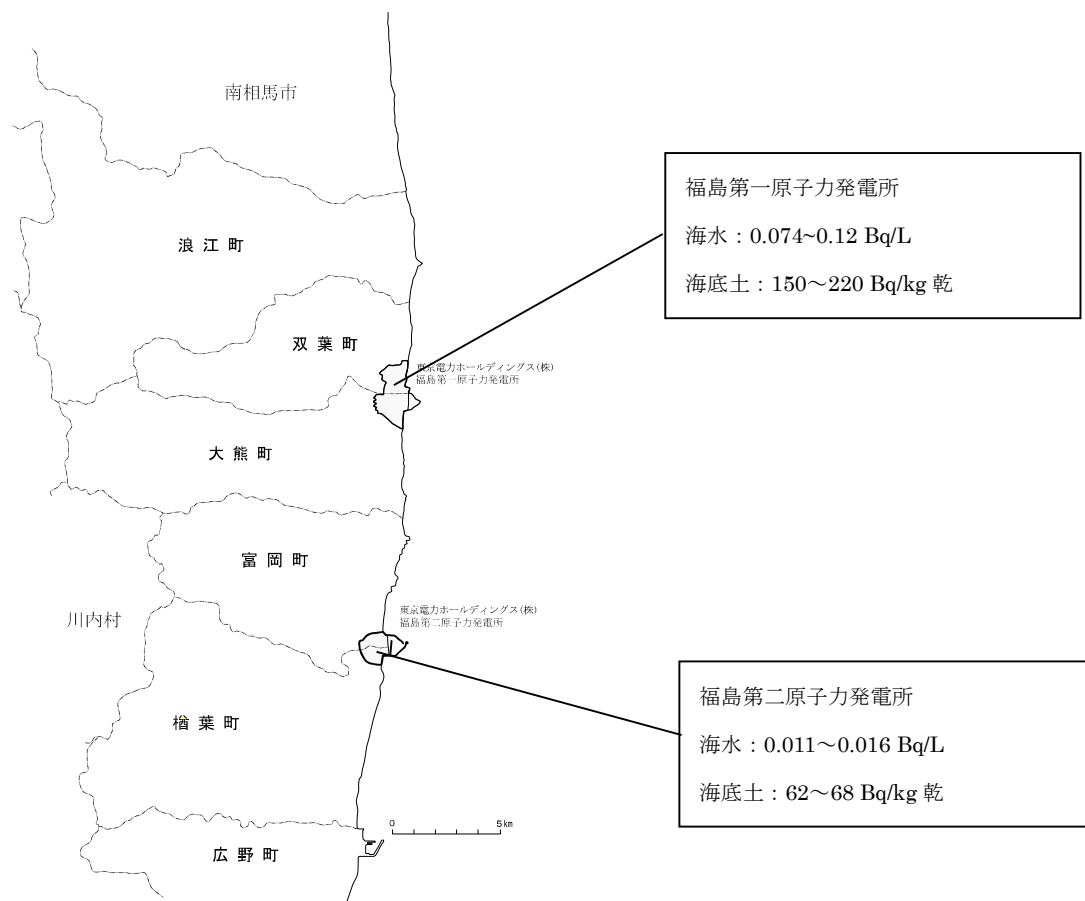 南相馬市
福島第一原子力発電所
海水：0.074~0.12 Bq/L
海底土：150～220 Bq/kg 乾
浪江町
双葉町
東京電力ホールディングス(株)
福島第一原子力発電所
大熊町
富岡町
川内村
東京電力ホールディングス(株)
福島第二原子力発電所
福島第二原子力発電所
海水：0.011～0.016 Bq/L
海底土：62～68 Bq/kg 乾
楢葉町
0 5km
広野町